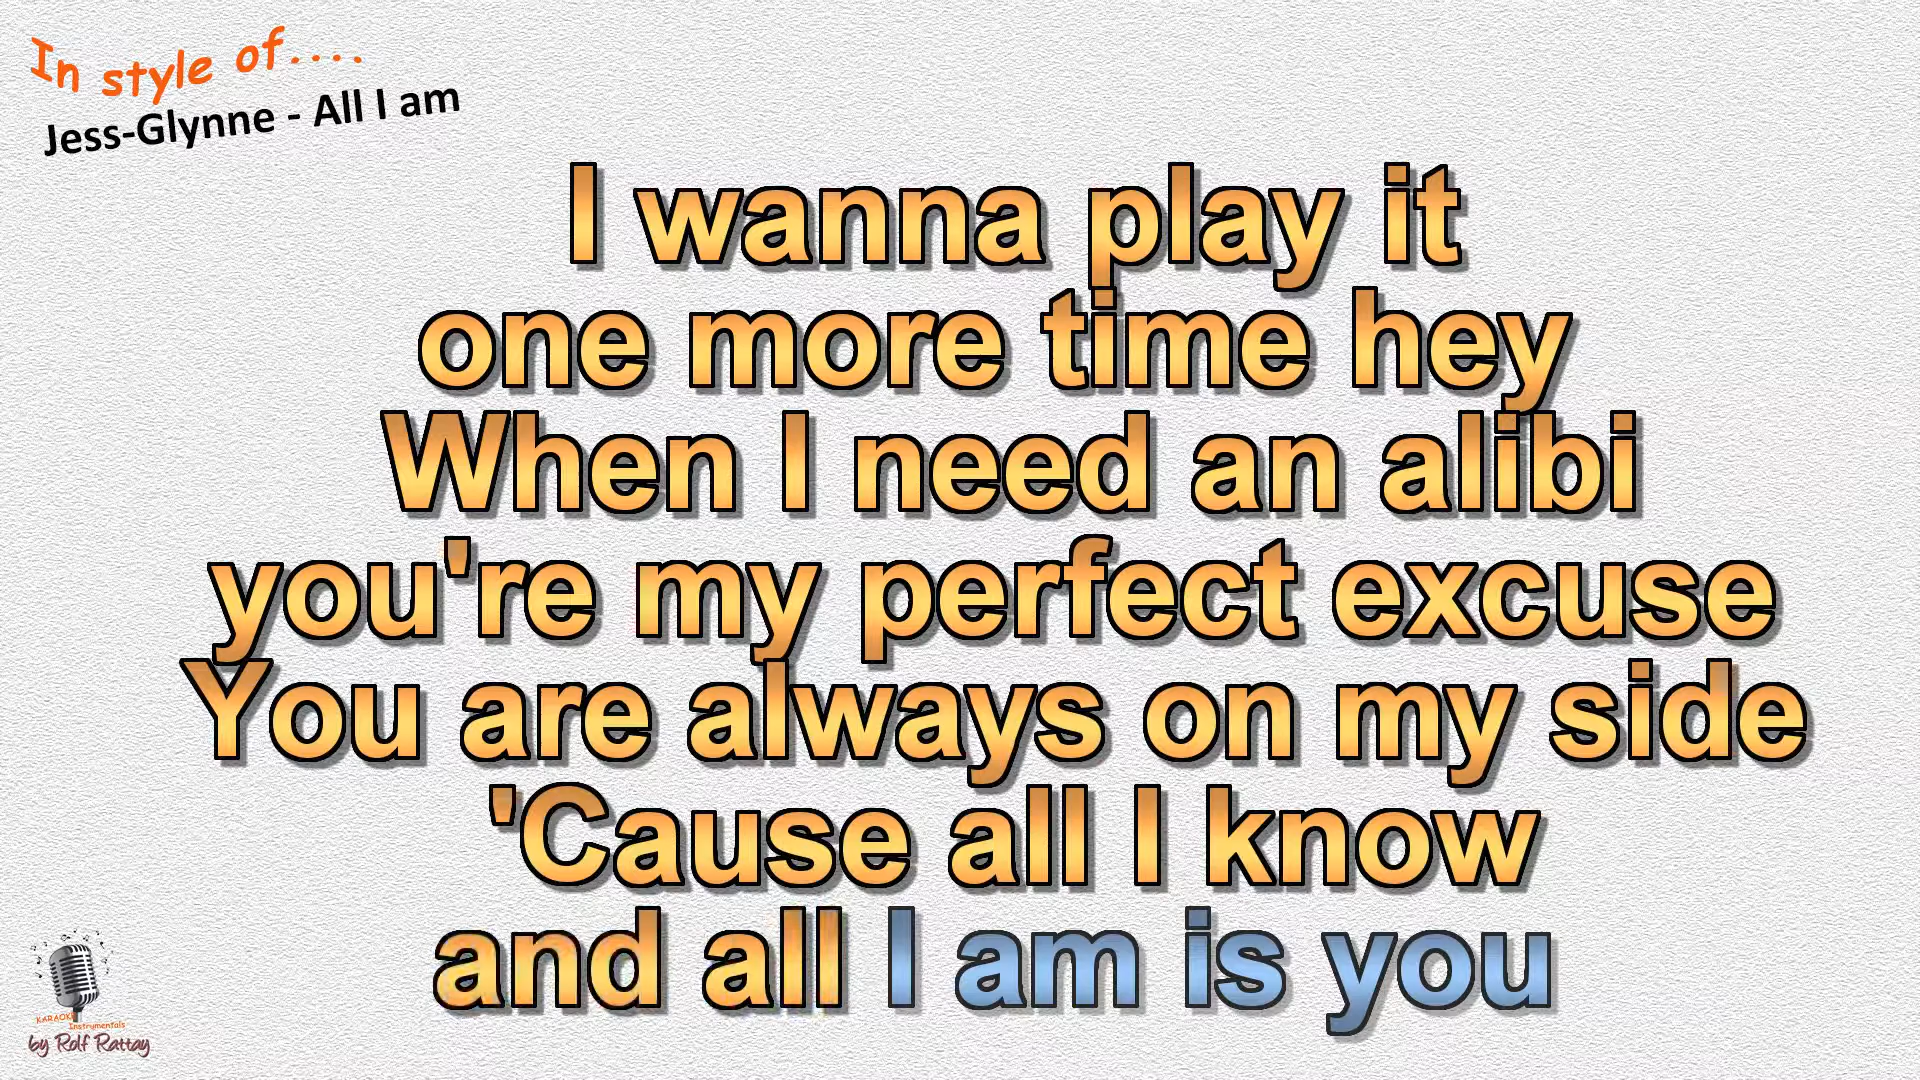 In style of....
Jess-Glynne - All I am
I wanna play it
one more time hey
When I need an alibi
you're my perfect excuse
You are always on my side
'Cause all I know
and all I am is you
KARAOKE
Instrumentals
by Rolf Rattay